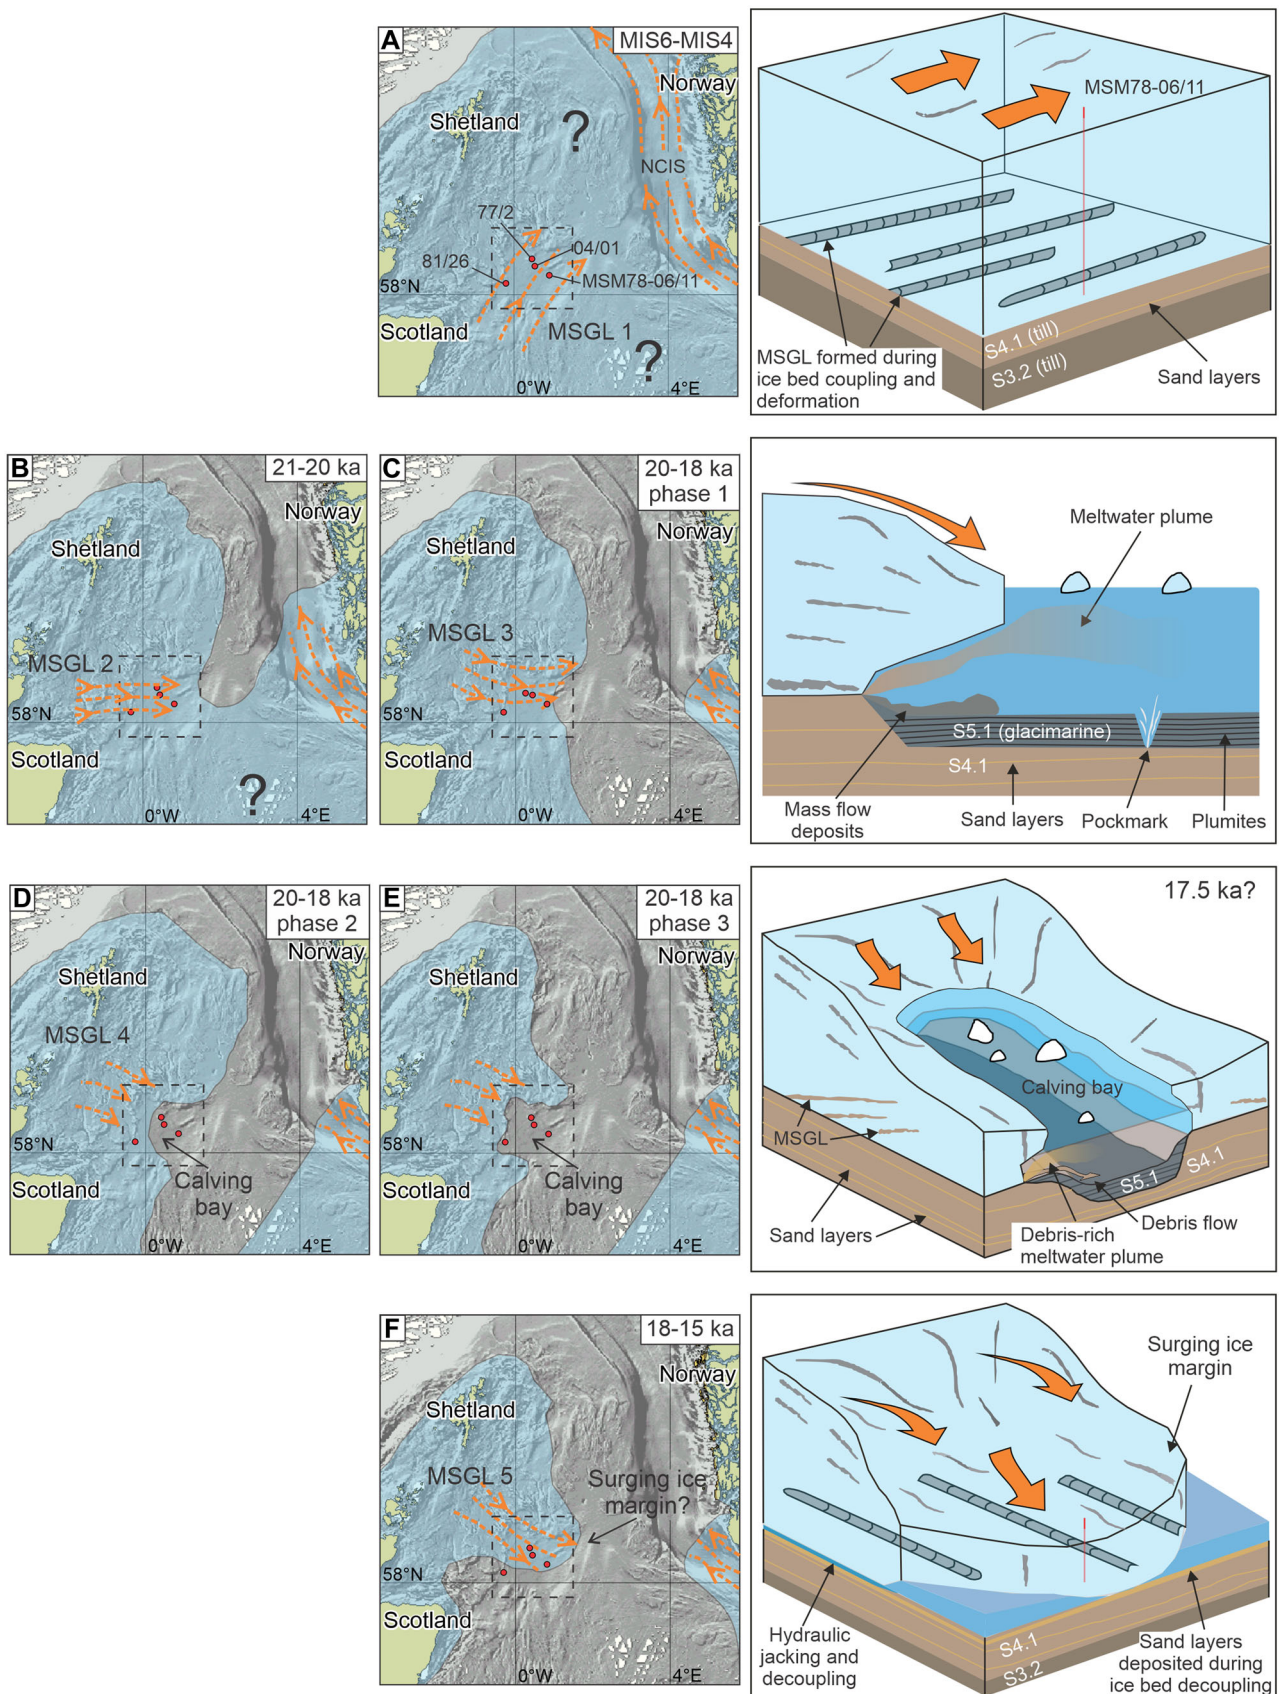 A
MIS6-MIS4
Norway
Shetland
?
NCIS
77/2
04/01
81/26
MSM78-06/11
58°N
MSGL 1
Scotland
?
0°W
4°E
MSM78-06/11
S4.1 (till)
S3.2 (till)
MSGL formed during
ice bed coupling and
deformation
Sand layers
B
21-20 ka
Norway
Shetland
MSGL 2
58°N
Scotland
?
0°W
4°E
C
20-18 ka
phase 1
Norway
Shetland
MSGL 3
58°N
Scotland
0°W
4°E
Meltwater plume
S5.1 (glacimarine)
S4.1
Mass flow
deposits
Sand layers
Pockmark
Plumites
D
20-18 ka
phase 2
Norway
Shetland
MSGL 4
58°N
Calving
bay
Scotland
0°W
4°E
E
20-18 ka
phase 3
Norway
Shetland
58°N
Calving
bay
Scotland
0°W
4°E
17.5 ka?
Calving bay
MSGL
S4.1
S5.1
Sand layers
Debris flow
Debris-rich
meltwater plume
F
18-15 ka
Norway
Shetland
MSGL 5
Surging ice
margin?
58°N
Scotland
0°W
4°E
Surging ice
margin
Hydraulic
jacking and
decoupling
S4.1
S3.2
Sand layers
deposited during
ice bed decoupling